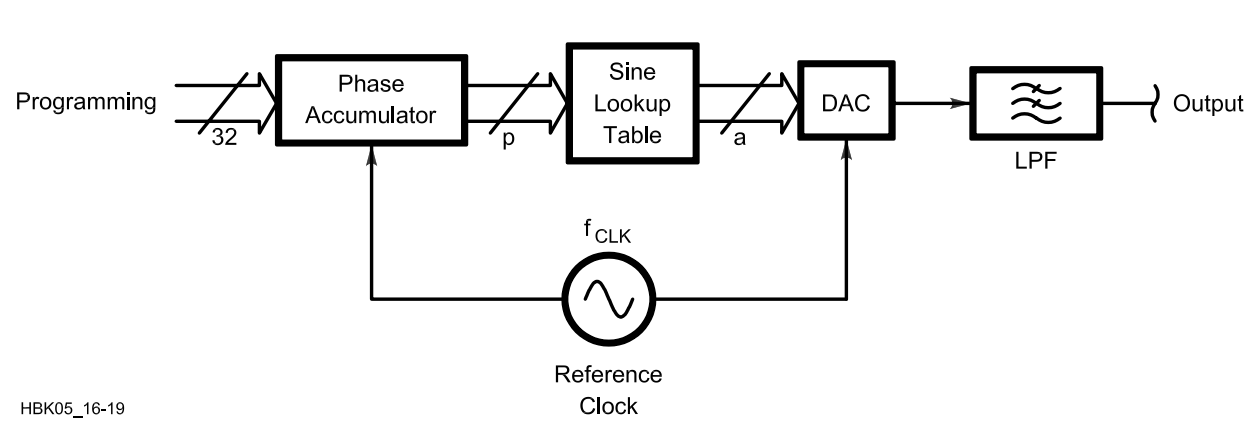 Programming
32
Phase
Accumulator
p
Sine
Lookup
Table
a
DAC
LPF
Output
fCLK
Reference
Clock
HBK05_16-19